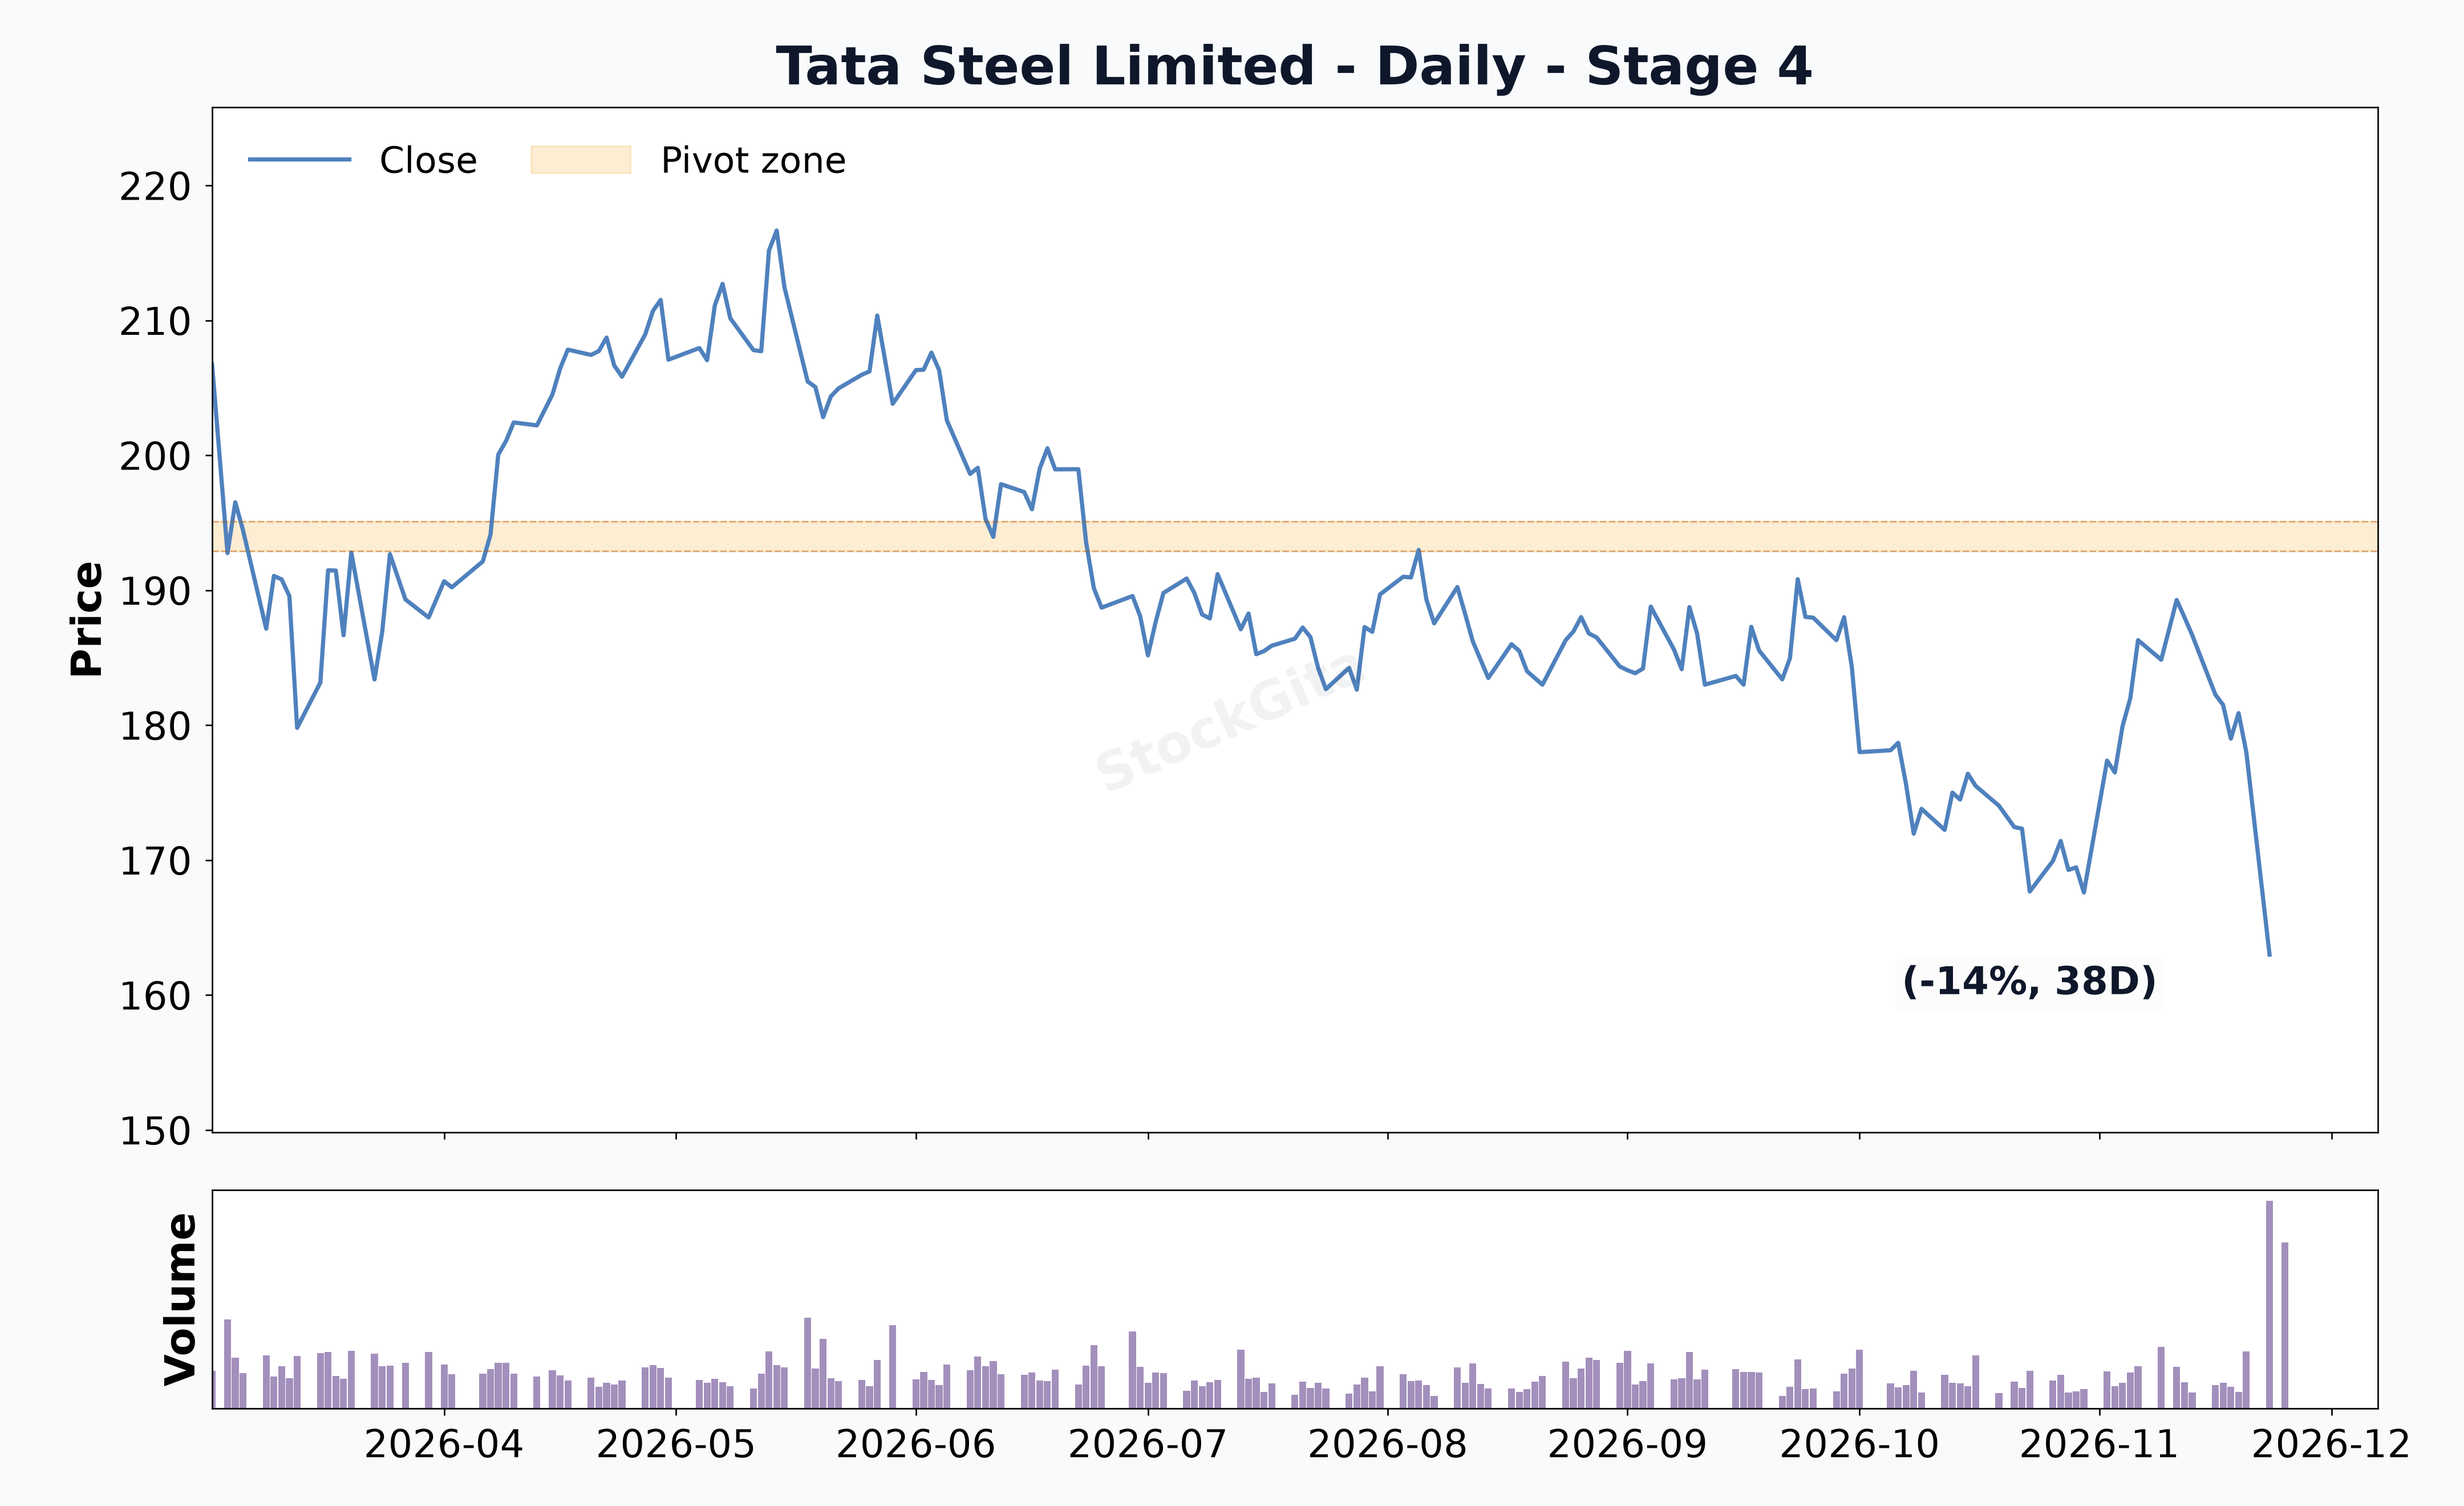 Tata Steel Limited - Daily - Stage 4
Close
Pivot zone
220
210
200
190
180
170
160
150
Price
StockGita
(-14%, 38D)
Volume
2026-04
2026-05
2026-06
2026-07
2026-08
2026-09
2026-10
2026-11
2026-12